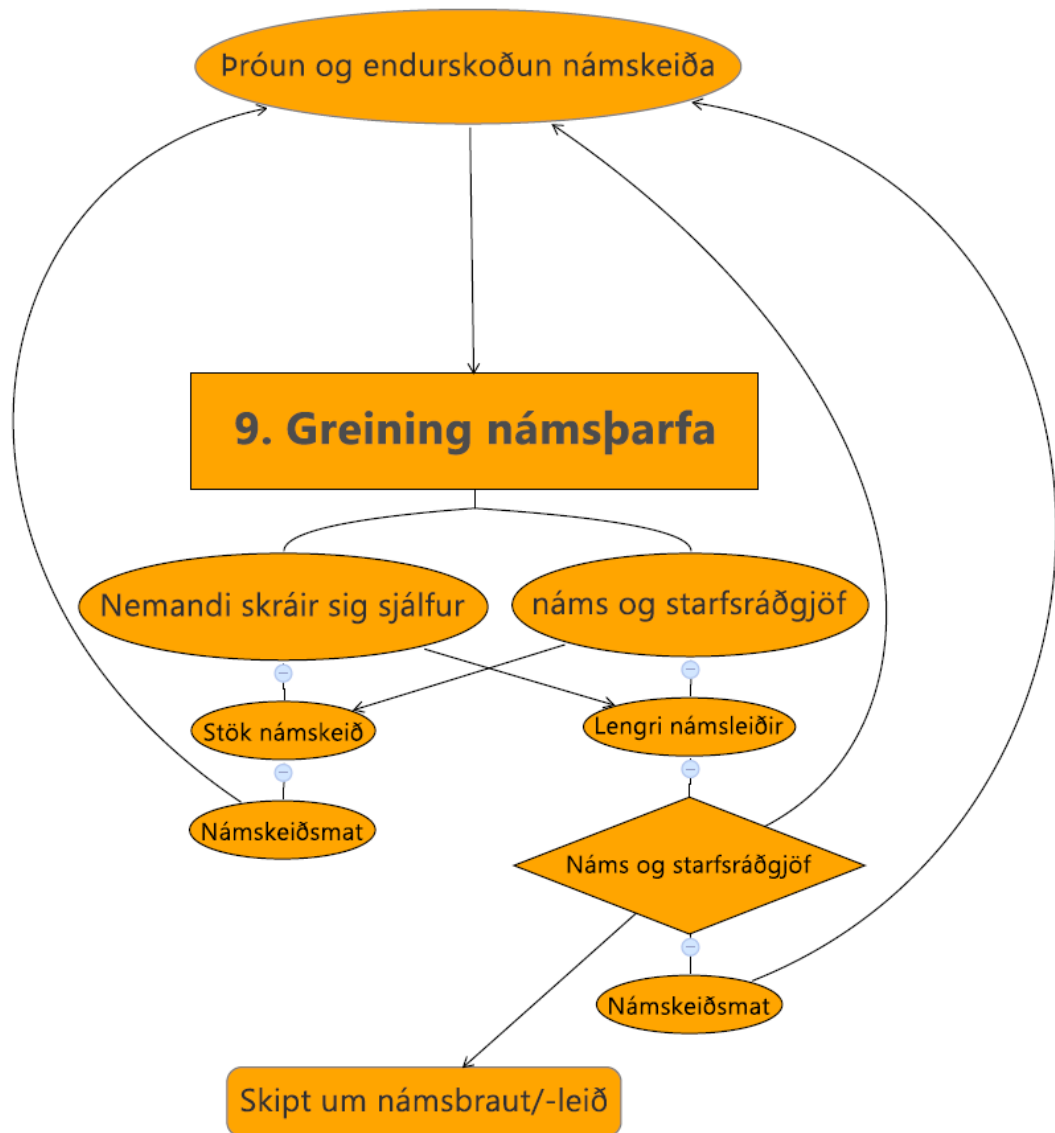 Þróun og endurskoðun námskeiða
9. Greining námsþarfa
Nemandi skráir sig sjálfur
náms og starfsráðgjöf
Stök námskeið
Lengri námsleiðir
Námskeiðsmat
Náms og starfsráðgjöf
Námskeiðsmat
Skipt um námsbraut/-leið